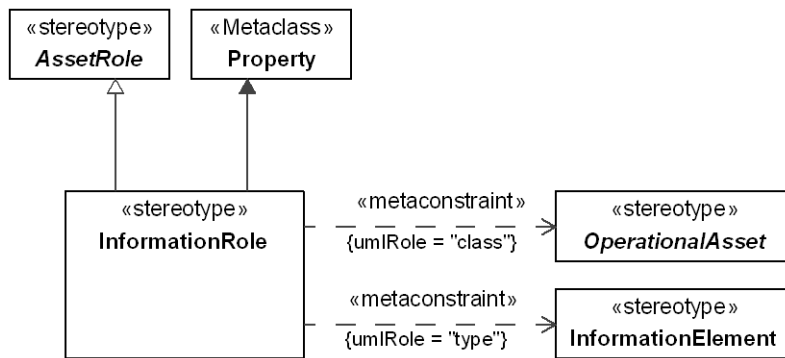 «stereotype»
AssetRole
«Metaclass»
Property
«stereotype»
InformationRole
«metaconstraint»
{umlRole = "class"}
«stereotype»
OperationalAsset
«metaconstraint»
{umlRole = "type"}
«stereotype»
InformationElement